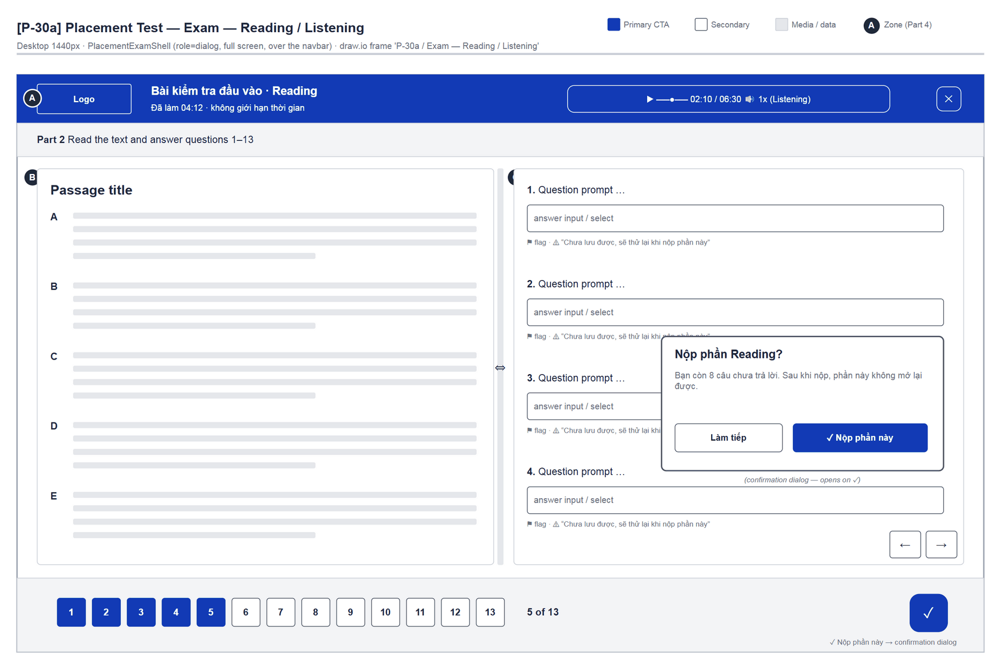 [P-30a] Placement Test — Exam — Reading / Listening
Desktop 1440px · PlacementExamShell (role=dialog, full screen, over the navbar) · draw.io frame 'P-30a / Exam — Reading / Listening'
Primary CTA
Secondary
Media / data
A Zone (Part 4)
A
Logo
Bài kiểm tra đầu vào · Reading
Đã làm 04:12 · không giới hạn thời gian
▶ ──●── 02:10 / 06:30 🔊 1x (Listening)
×
Part 2 Read the text and answer questions 1–13
B
Passage title
A
B
C
D
E
⇔
1. Question prompt …
answer input / select
⚑ flag · ⚠ “Chưa lưu được, sẽ thử lại khi nộp phần này”
2. Question prompt …
answer input / select
⚑ flag · ⚠ “Chưa lưu được, sẽ thử lại khi nộp phần này”
3. Question prompt …
answer input / select
⚑ flag · ⚠ “Chưa lưu được, sẽ thử lại khi
Nộp phần Reading?
Bạn còn 8 câu chưa trả lời. Sau khi nộp, phần này không mở lại
được.
Làm tiếp
✓ Nộp phần này
(confirmation dialog — opens on ✓)
4. Question prompt …
answer input / select
⚑ flag · ⚠ “Chưa lưu được, sẽ thử lại khi nộp phần này”
← →
1 2 3 4 5 6 7 8 9 10 11 12 13 5 of 13
✓
✓ Nộp phần này → confirmation dialog